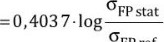 =0,4037·log σFP stat / σFP ref